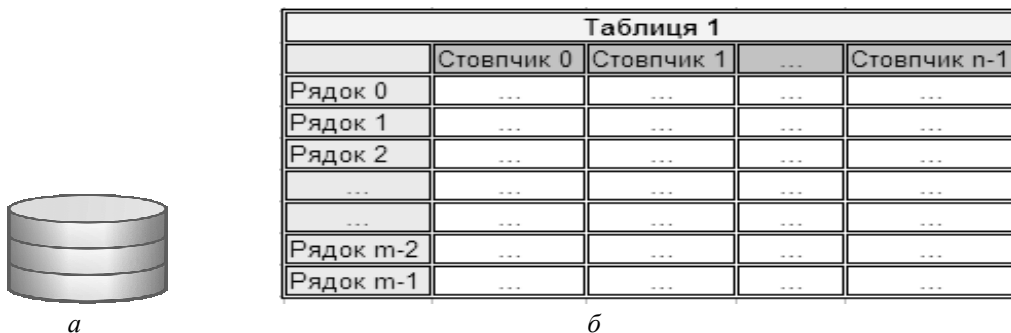 Таблиця 1
Стовпчик 0 Стовпчик 1 ... Стовпчик n-1
Рядок 0 ... ... ... ...
Рядок 1 ... ... ... ...
Рядок 2 ... ... ... ...
... ... ... ... ...
... ... ... ... ...
Рядок m-2 ... ... ... ...
Рядок m-1 ... ... ... ...
а б